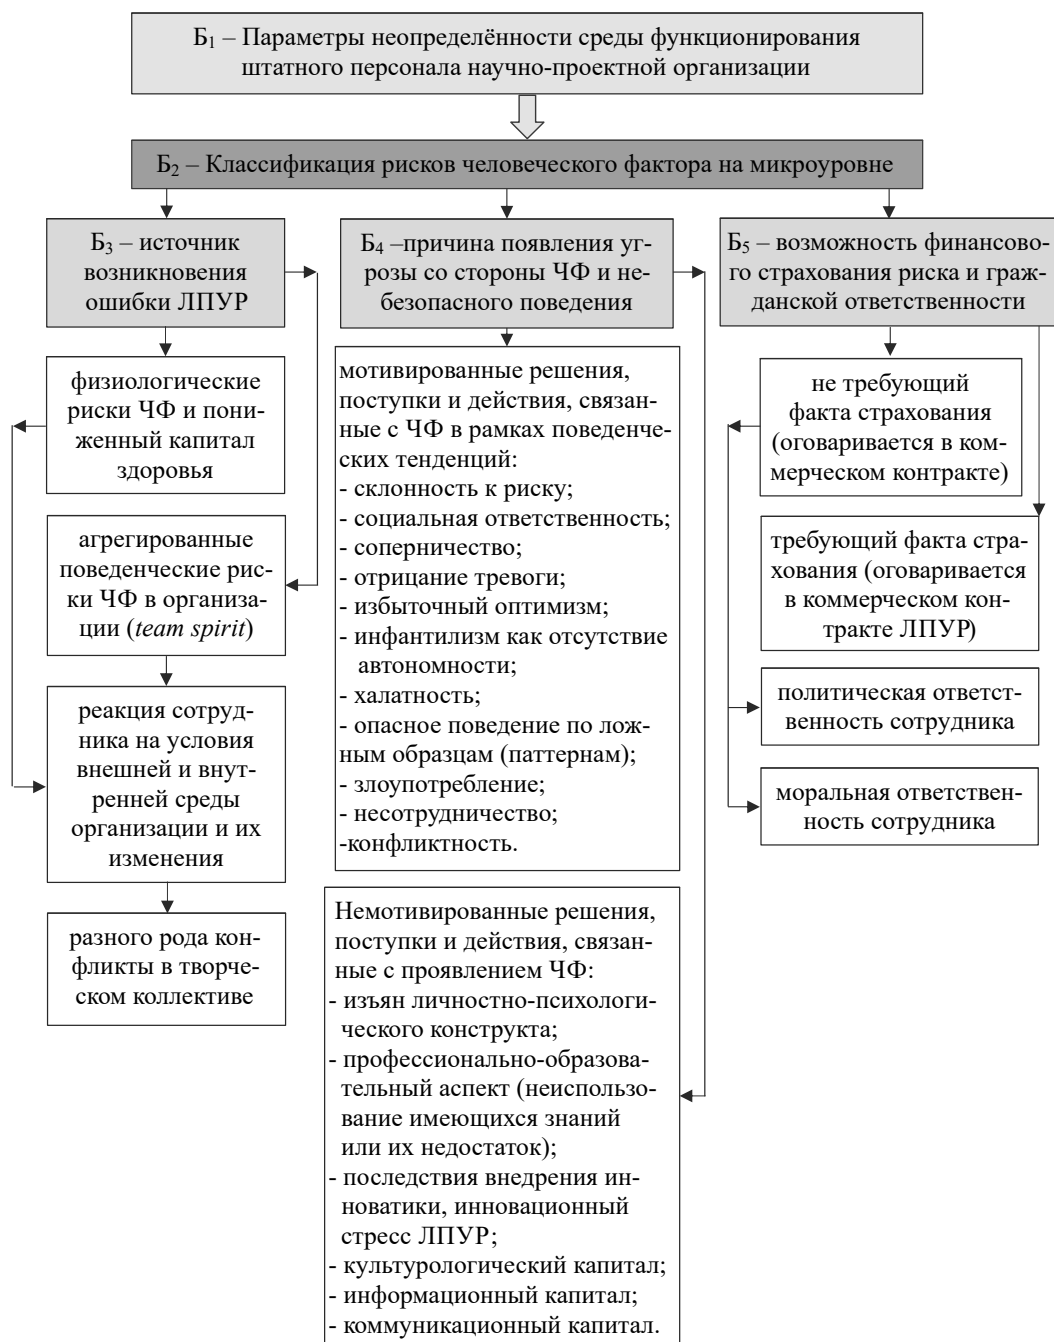 Б1 – Параметры неопределённости среды функционирования
штатного персонала научно-проектной организации
Б2 – Классификация рисков человеческого фактора на микроуровне
Б3 – источник
возникновения
ошибки ЛПУР
физиологические
риски ЧФ и пони-
женный капитал
здоровья
агрегированные
поведенческие рис-
ки ЧФ в организа-
ции (team spirit)
реакция сотруд-
ника на условия
внешней и внут-
ренней среды
организации и их
изменения
разного рода кон-
фликты в творче-
ском коллективе
Б4 –причина появления уг-
розы со стороны ЧФ и не-
безопасного поведения
мотивированные решения,
поступки и действия, связан-
ные с ЧФ в рамках поведенче-
ских тенденций:
- склонность к риску;
- социальная ответственность;
- соперничество;
- отрицание тревоги;
- избыточный оптимизм;
- инфантилизм как отсутствие
автономности;
- халатность;
- опасное поведение по лож-
ным образцам (паттернам);
- злоупотребление;
- несотрудничество;
-конфликтность.
Немотивированные решения,
поступки и действия, связан-
ные с проявлением ЧФ:
- изъян личностно-психологи-
ческого конструкта;
- профессионально-образова-
тельный аспект (неиспользо-
вание имеющихся знаний
или их недостаток);
- последствия внедрения ин-
новатики, инновационный
стресс ЛПУР;
- культурологический капитал;
- информационный капитал;
- коммуникационный капитал.
Б5 – возможность финансово-
го страхования риска и граж-
данской ответственности
не требующий
факта страхования
(оговаривается в ком-
мерческом контракте)
требующий факта стра-
хования (оговаривается
в коммерческом кон-
тракте ЛПУР)
политическая ответст-
венность сотрудника
моральная ответствен-
ность сотрудника